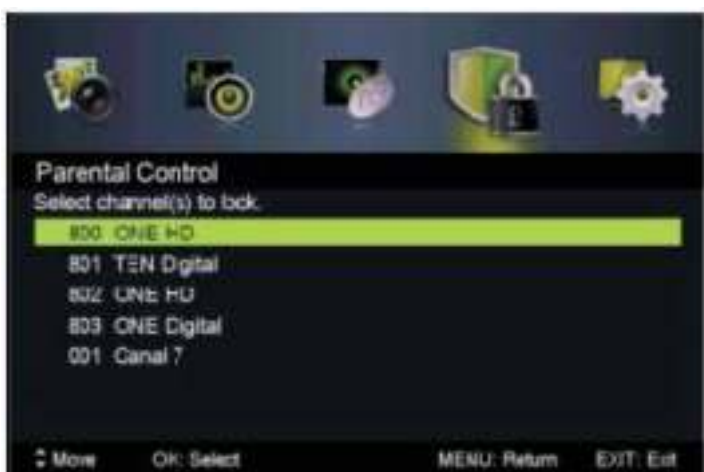 Parental Control
Select channel(s) to lock.
800 ONE HD
801 TEN Digital
802 ONE HD
803 ONE Digital
001 Canal 7
Move OK: Select MENU: Return EXIT: Exit